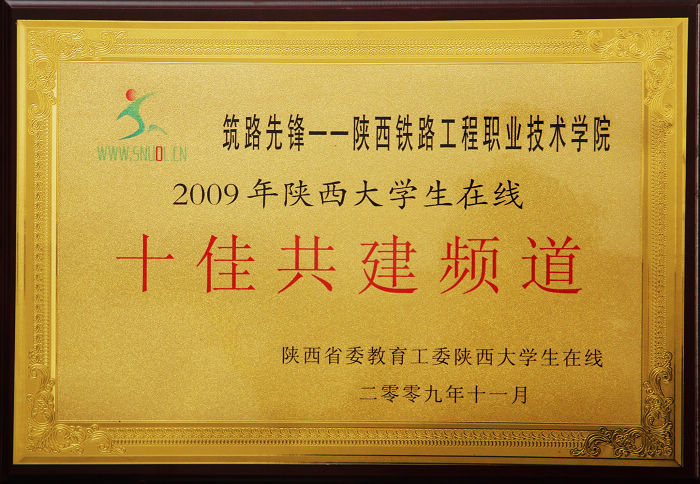 WWW.SNUOL.CN
筑路先锋——陕西铁路工程职业技术学院
2009年陕西大学生在线
十佳共建频道
陕西省委教育工委陕西大学生在线
二零零九年十一月